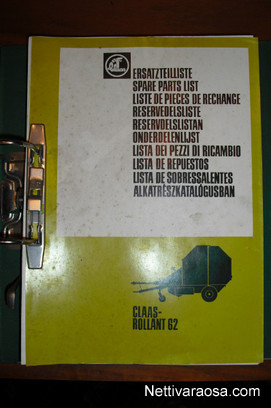 ERSATZTEILLISTE
SPARE PARTS LIST
LISTE DE PIECES DE RECHANGE
RESERVEDELSLISTE
RESERVDELSLISTAN
ONDERDELENLIJST
LISTA DEI PEZZI DI RICAMBIO
LISTA DE REPUESTOS
LISTA DE SOBRESSALENTES
ALKATRÉSZKATALÓGUSBAN
CLAAS-
ROLLANT 62
Nettivaraosa.com